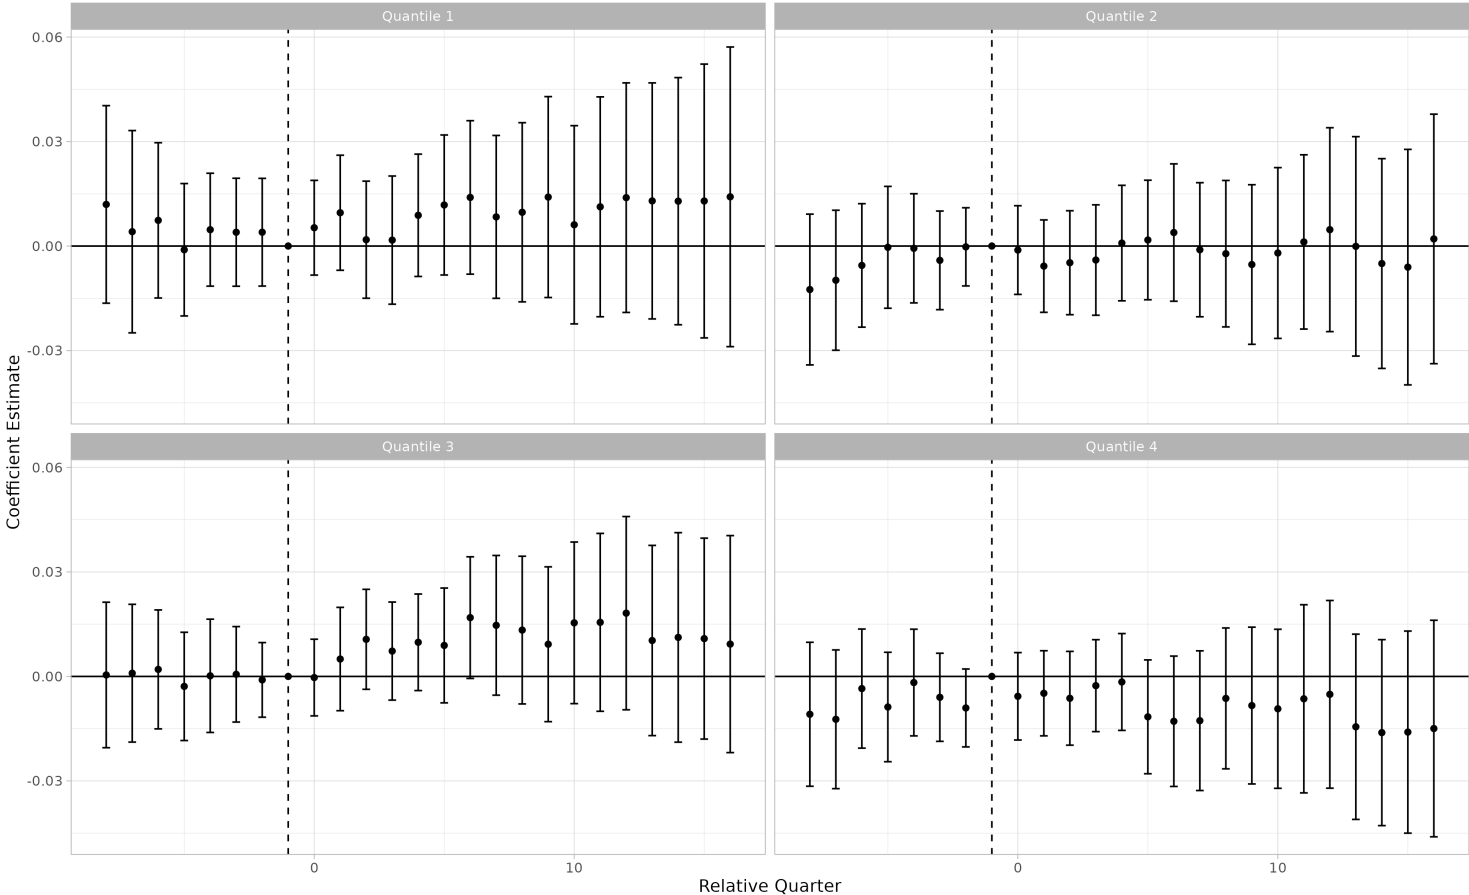 Quantile 1
Quantile 2
0.06
0.03
0.00
-0.03
Quantile 3
Quantile 4
0.06
0.03
0.00
-0.03
0
10
0
10
Coefficient Estimate
Relative Quarter